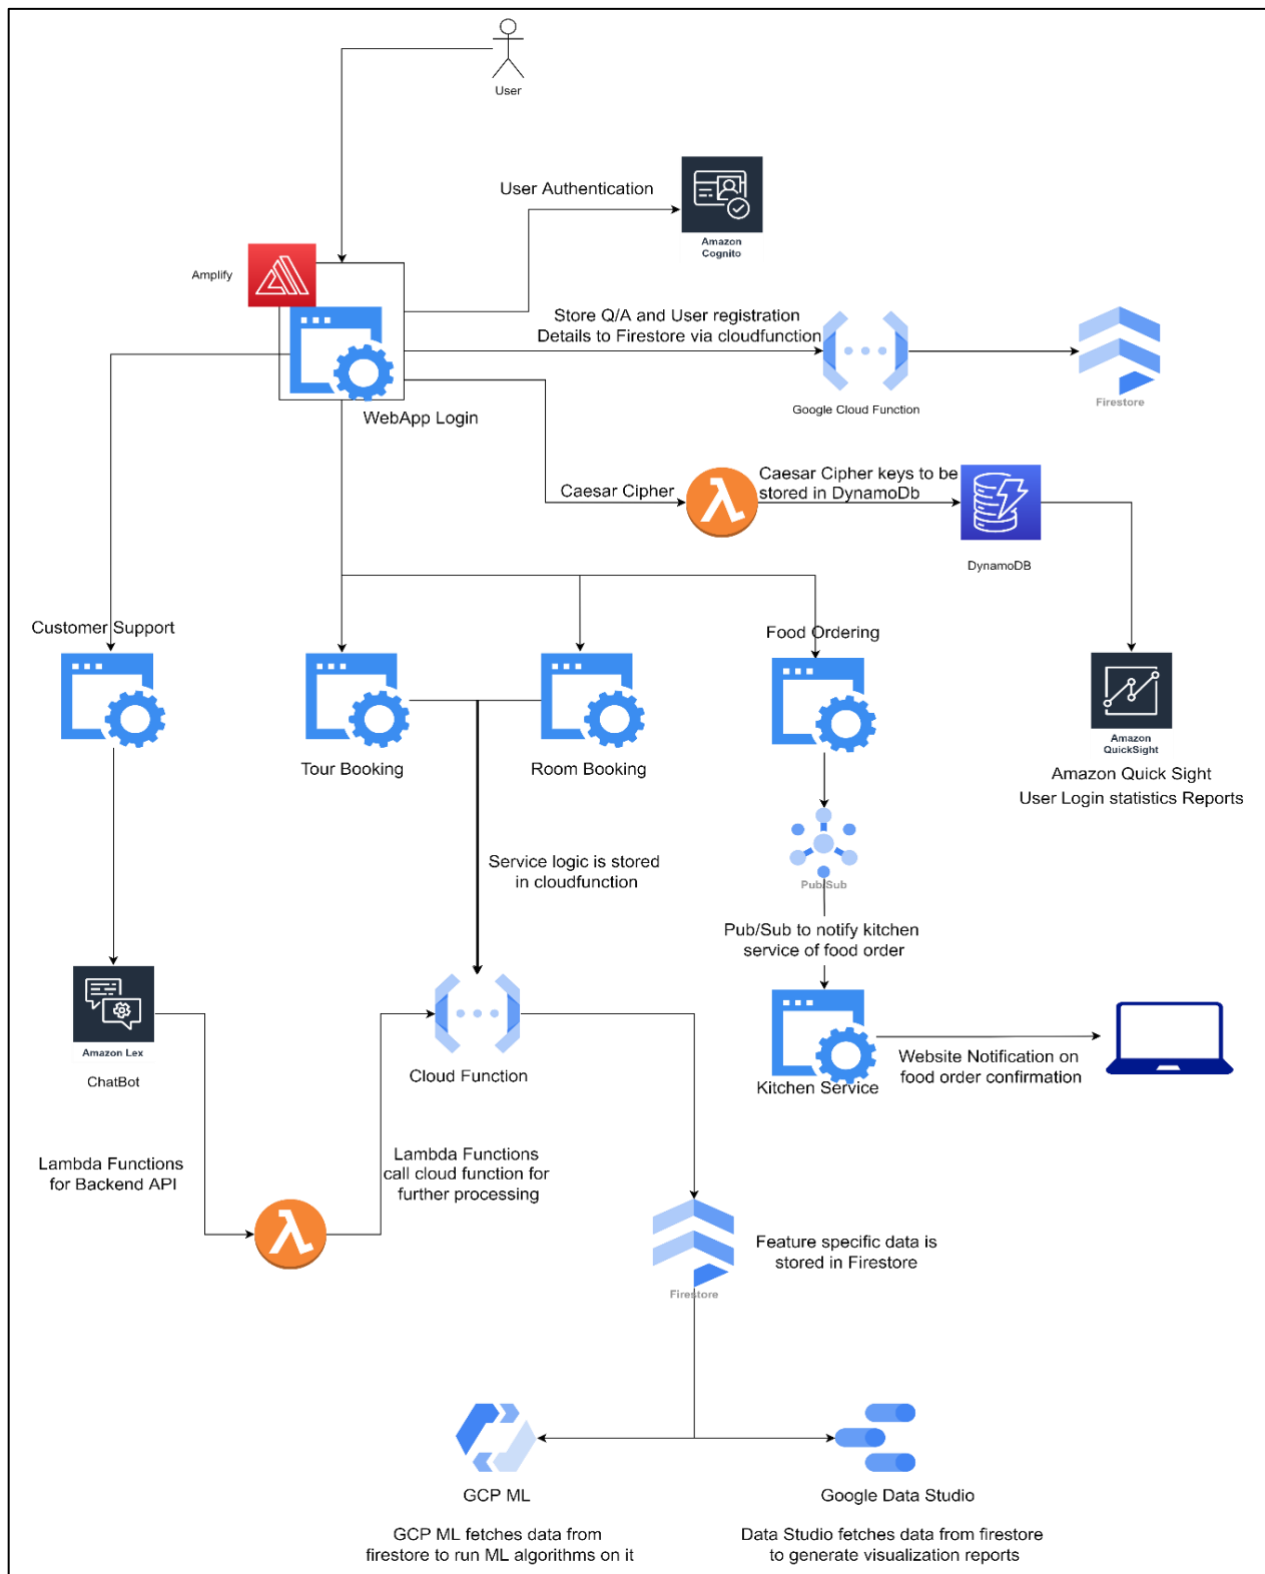 User
User Authentication
Amazon
Cognito
Amplify
Store Q/A and User registration
Details to Firestore via cloudfunction
Google Cloud Function
Firestore
WebApp Login
Caesar Cipher
Caesar Cipher keys to be
stored in DynamoDb
DynamoDB
Customer Support
Food Ordering
Tour Booking
Room Booking
Amazon
QuickSight
Amazon Quick Sight
User Login statistics Reports
Service logic is stored
in cloudfunction
Pub/Sub
Pub/Sub to notify kitchen
service of food order
Amazon Lex
ChatBot
Cloud Function
Kitchen Service
Website Notification on
food order confirmation
Lambda Functions
for Backend API
Lambda Functions
call cloud function for
further processing
Feature specific data is
stored in Firestore
Firestore
GCP ML
Google Data Studio
GCP ML fetches data from
firestore to run ML algorithms on it
Data Studio fetches data from firestore
to generate visualization reports